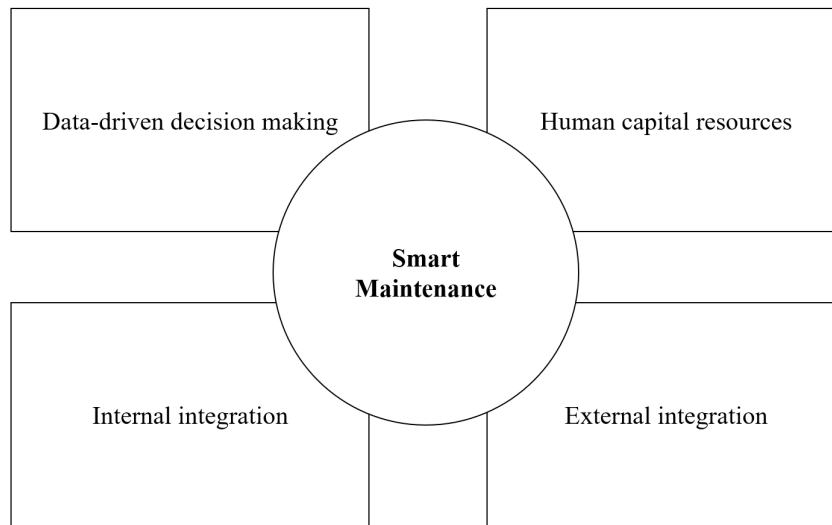 Data-driven decision making
Human capital resources
Smart
Maintenance
Internal integration
External integration